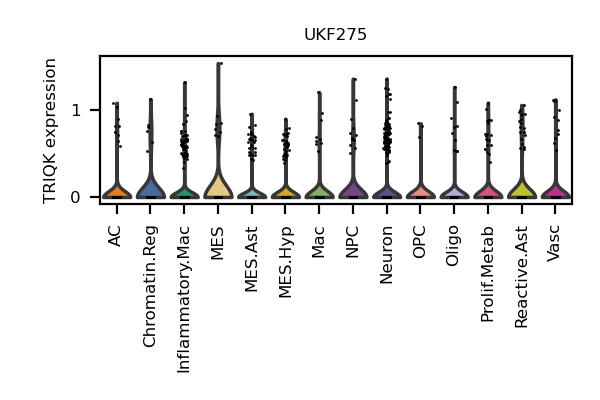 UKF275
TRIQK expression
1
0
AC
Chromatin.Reg
Inflammatory.Mac
MES
MES.Ast
MES.Hyp
Mac
NPC
Neuron
OPC
Oligo
Prolif.Metab
Reactive.Ast
Vasc